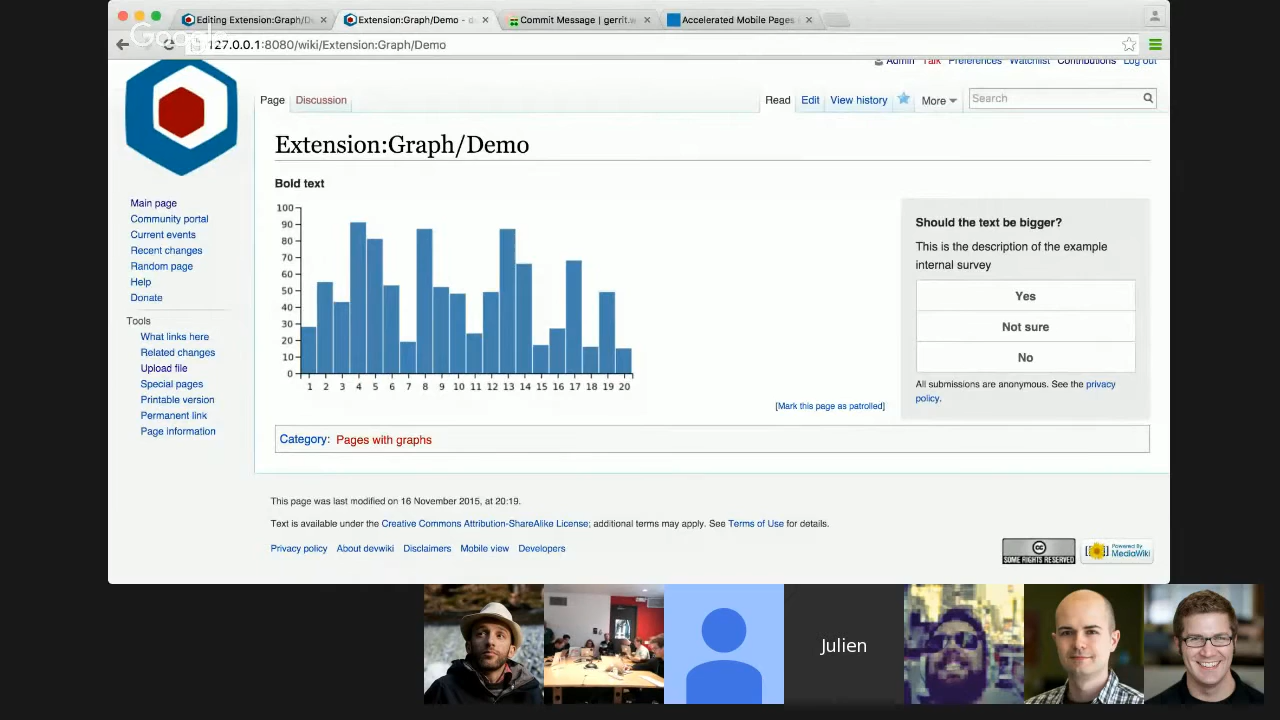 Editing Extension:Graph/De
Extension:Graph/Demo - d
Commit Message | gerrit.w
Accelerated Mobile Pages
Google
127.0.0.1:8080/wiki/Extension:Graph/Demo
Admin Talk Preferences Watchlist Contributions Log out
Page Discussion Read Edit View history More Search
Extension:Graph/Demo
Bold text
100
90
80
70
60
50
40
30
20
10
0
1 2 3 4 5 6 7 8 9 10 11 12 13 14 15 16 17 18 19 20
Should the text be bigger?
This is the description of the example
internal survey
Yes
Not sure
No
All submissions are anonymous. See the privacy
policy.
[Mark this page as patrolled]
Category: Pages with graphs
Main page
Community portal
Current events
Recent changes
Random page
Help
Donate
Tools
What links here
Related changes
Upload file
Special pages
Printable version
Permanent link
Page information
This page was last modified on 16 November 2015, at 20:19.
Text is available under the Creative Commons Attribution-ShareAlike License; additional terms may apply. See Terms of Use for details.
Privacy policy About devwiki Disclaimers Mobile view Developers
cc
SOME RIGHTS RESERVED
Powered By
MediaWiki
Julien